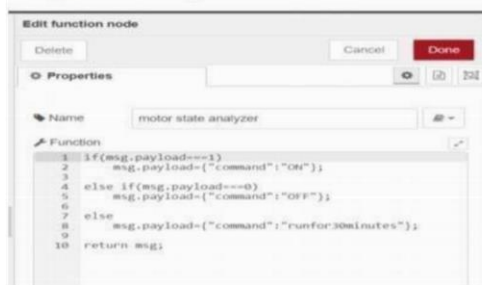 Edit function node
Delete
Cancel
Done
Properties
Name
motor state analyzer
Function
1 if(msg.payload===1)
2 msg.payload={"command":"ON"};
3
4 else if(msg.payload===0)
5 msg.payload={"command":"OFF"};
6
7 else
8 msg.payload={"command":"runfor30minutes"};
9
10 return msg;